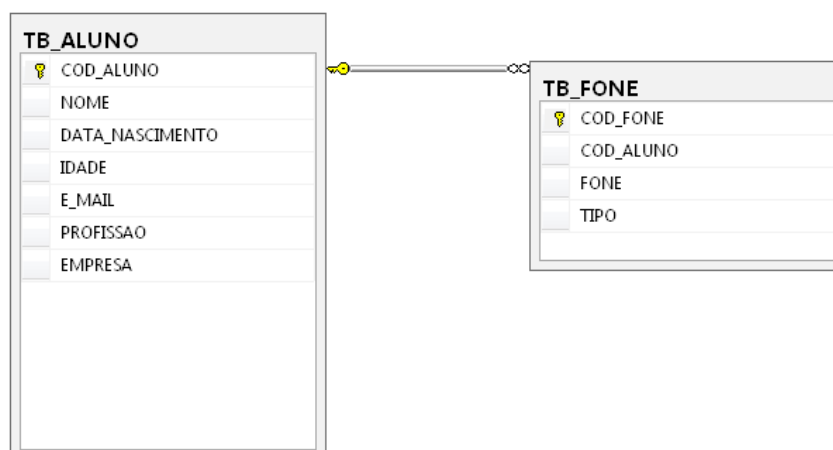 TB_ALUNO
COD_ALUNO
NOME
DATA_NASCIMENTO
IDADE
E_MAIL
PROFISSAO
EMPRESA
TB_FONE
COD_FONE
COD_ALUNO
FONE
TIPO